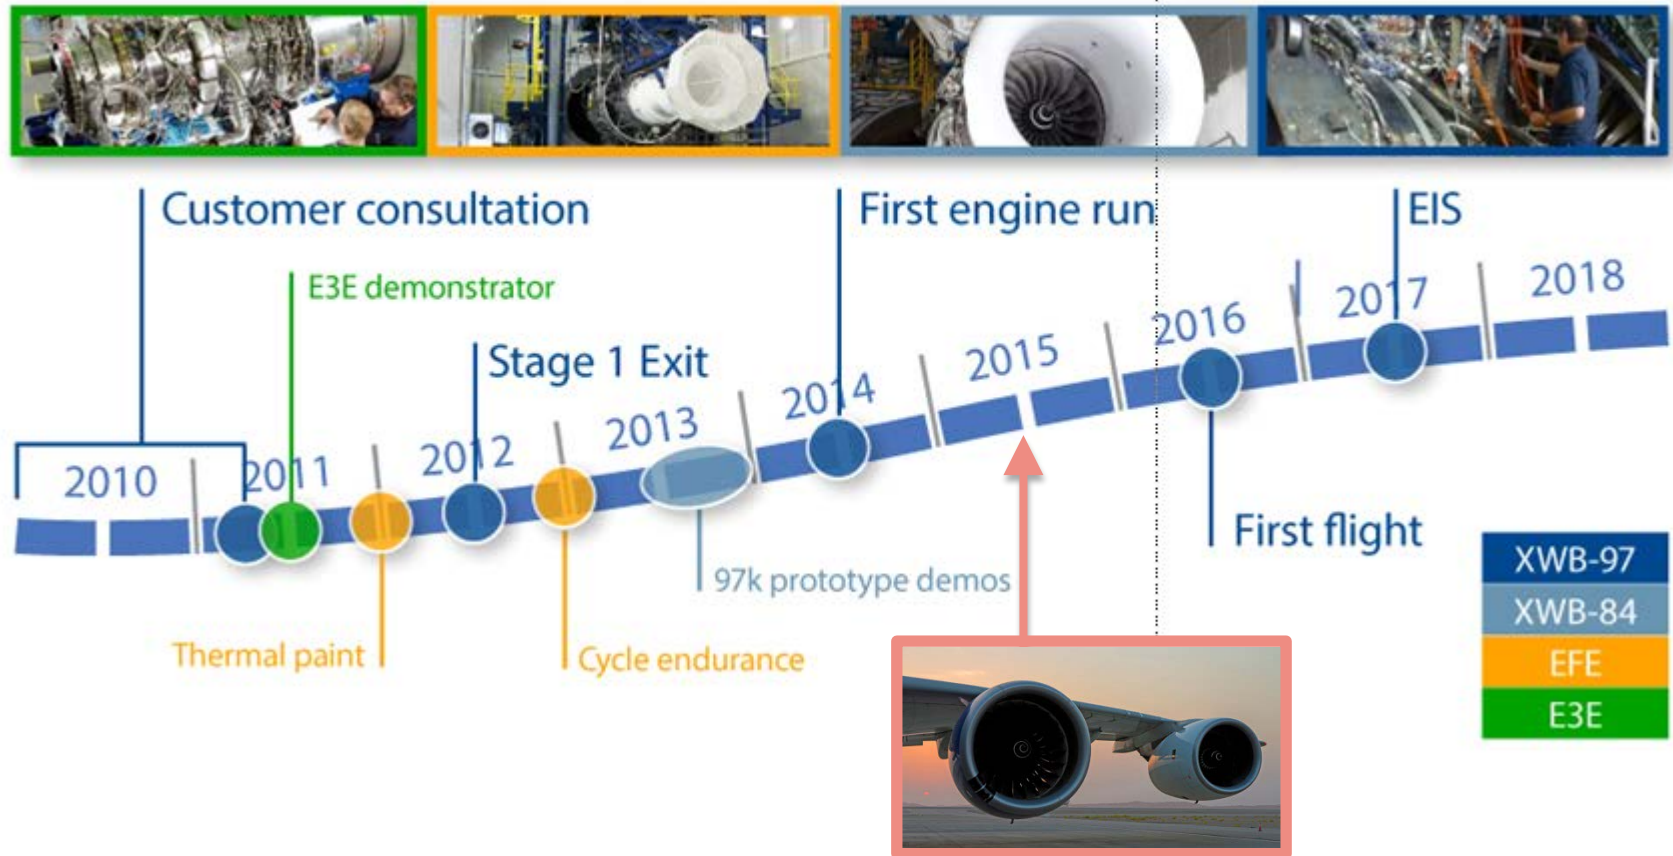 Customer consultation
First engine run
EIS
E3E demonstrator
Stage 1 Exit
2010
2011
2012
2013
2014
2015
2016
2017
2018
97k prototype demos
First flight
Thermal paint
Cycle endurance
XWB-97
XWB-84
EFE
E3E